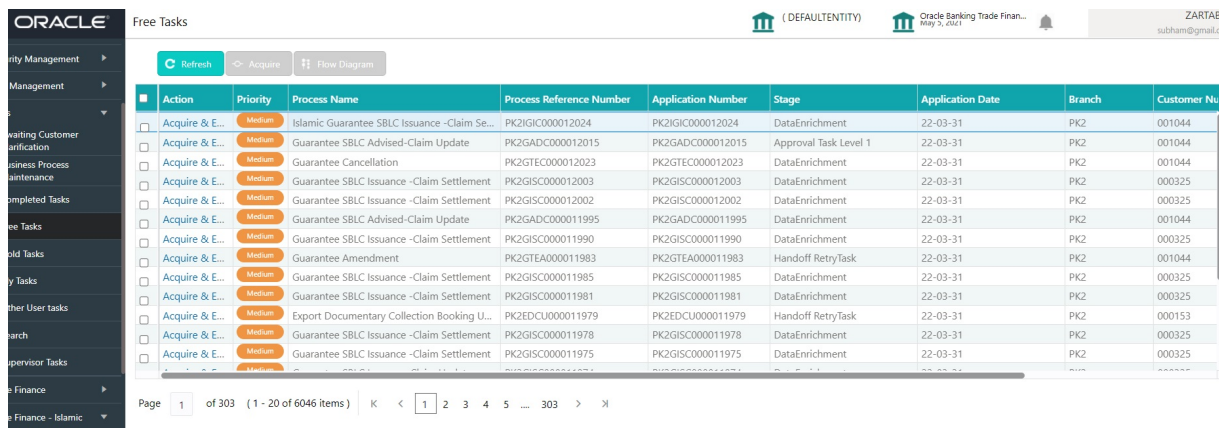 ORACLE
Free Tasks
( DEFAULTENTITY)
Oracle Banking Trade Finan...
May 5, 2021
ZARTAB
subham@gmail.c
rity Management
Management
s
waiting Customer
arification
usiness Process
aintenance
ompleted Tasks
ee Tasks
old Tasks
y Tasks
ther User tasks
earch
upervisor Tasks
e Finance
e Finance - Islamic
Refresh
Acquire
Flow Diagram
Action Priority Process Name Process Reference Number Application Number Stage Application Date Branch Customer Nu
Acquire & E... Medium Islamic Guarantee SBLC Issuance -Claim Se... PK2IGIC000012024 PK2IGIC000012024 DataEnrichment 22-03-31 PK2 001044
Acquire & E... Medium Guarantee SBLC Advised-Claim Update PK2GADC000012015 PK2GADC000012015 Approval Task Level 1 22-03-31 PK2 001044
Acquire & E... Medium Guarantee Cancellation PK2GTEC000012023 PK2GTEC000012023 DataEnrichment 22-03-31 PK2 001044
Acquire & E... Medium Guarantee SBLC Issuance -Claim Settlement PK2GISC000012003 PK2GISC000012003 DataEnrichment 22-03-31 PK2 000325
Acquire & E... Medium Guarantee SBLC Issuance -Claim Settlement PK2GISC000012002 PK2GISC000012002 DataEnrichment 22-03-31 PK2 000325
Acquire & E... Medium Guarantee SBLC Advised-Claim Update PK2GADC000011995 PK2GADC000011995 DataEnrichment 22-03-31 PK2 001044
Acquire & E... Medium Guarantee SBLC Issuance -Claim Settlement PK2GISC000011990 PK2GISC000011990 DataEnrichment 22-03-31 PK2 000325
Acquire & E... Medium Guarantee Amendment PK2GTEA000011983 PK2GTEA000011983 Handoff RetryTask 22-03-31 PK2 001044
Acquire & E... Medium Guarantee SBLC Issuance -Claim Settlement PK2GISC000011985 PK2GISC000011985 DataEnrichment 22-03-31 PK2 000325
Acquire & E... Medium Guarantee SBLC Issuance -Claim Settlement PK2GISC000011981 PK2GISC000011981 DataEnrichment 22-03-31 PK2 000325
Acquire & E... Medium Export Documentary Collection Booking U... PK2EDCU000011979 PK2EDCU000011979 Handoff RetryTask 22-03-31 PK2 000153
Acquire & E... Medium Guarantee SBLC Issuance -Claim Settlement PK2GISC000011978 PK2GISC000011978 DataEnrichment 22-03-31 PK2 000325
Acquire & E... Medium Guarantee SBLC Issuance -Claim Settlement PK2GISC000011975 PK2GISC000011975 DataEnrichment 22-03-31 PK2 000325
Page 1 of 303 ( 1 - 20 of 6046 items ) K < 1 2 3 4 5 .... 303 > >|